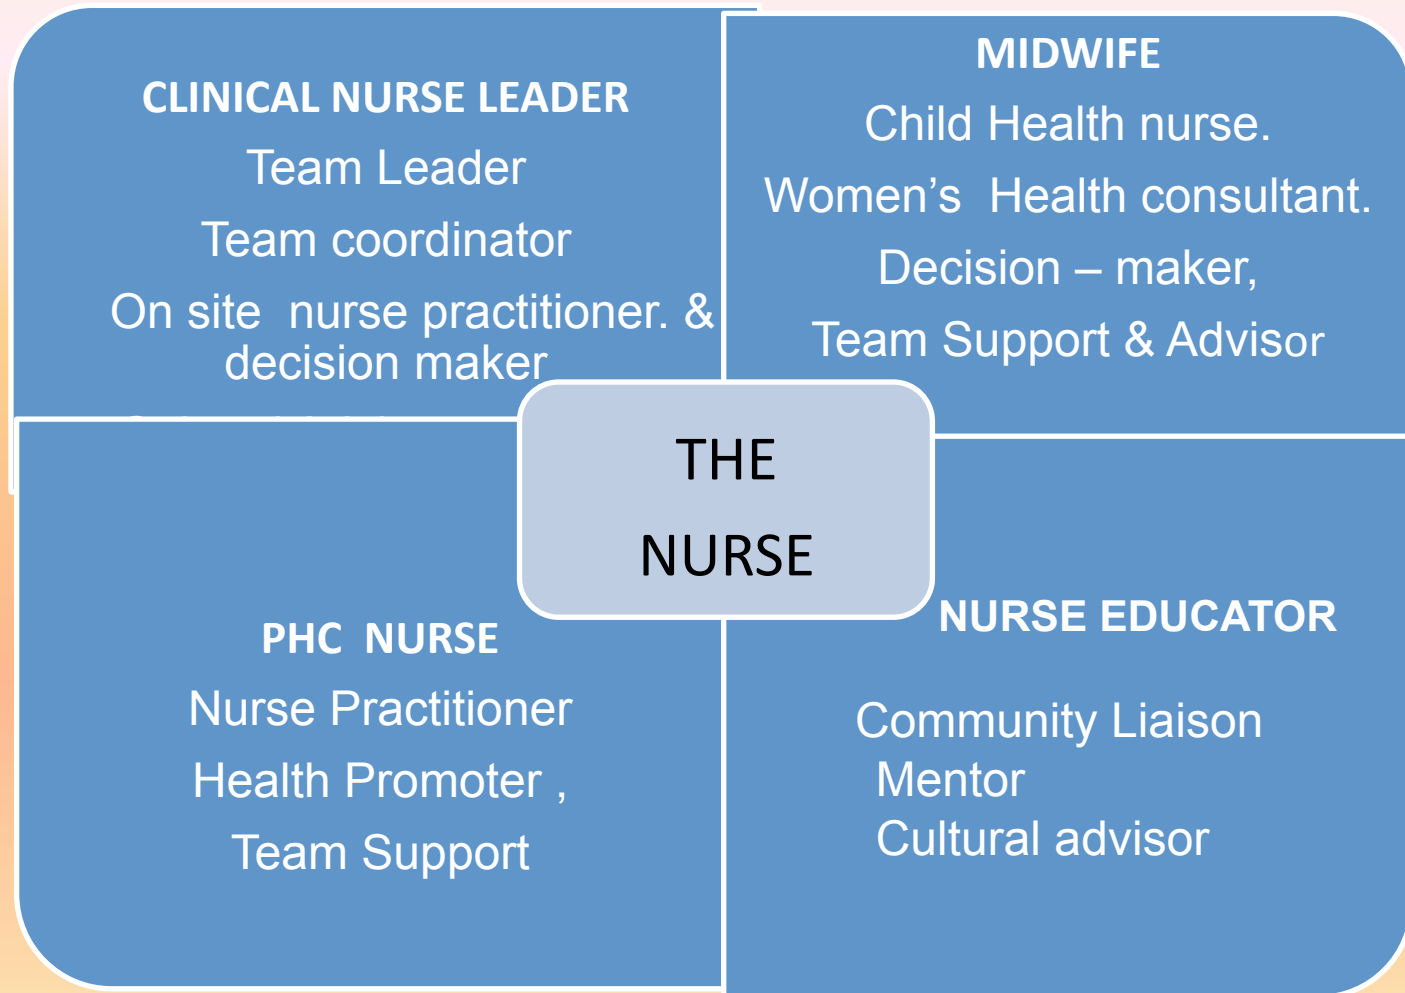 CLINICAL NURSE LEADER
Team Leader
Team coordinator
On site  nurse practitioner. &
decision maker
MIDWIFE
Child Health nurse.
Women’s  Health consultant.
Decision – maker,
Team Support & Advisor
THE
NURSE
PHC  NURSE
Nurse Practitioner
Health Promoter ,
Team Support
NURSE EDUCATOR
Community Liaison
Mentor
Cultural advisor